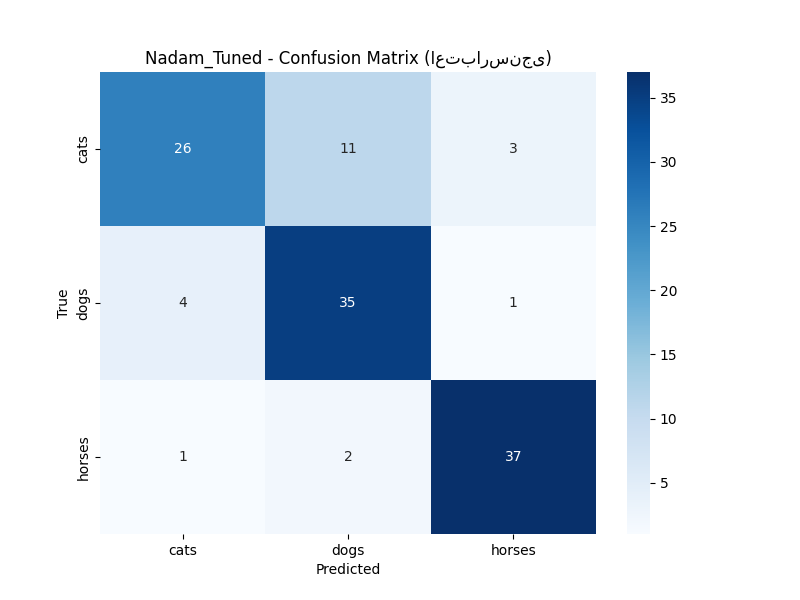 Nadam_Tuned - Confusion Matrix (اعتبارسنجی)
cats
26
11
3
True
dogs
4
35
1
horses
1
2
37
cats
dogs
horses
Predicted
35
30
25
20
15
10
5